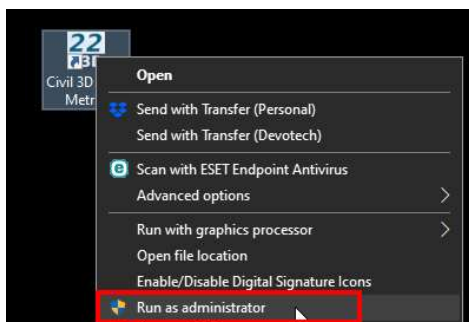 22
3D
Civil 3D
Metr
Open
Send with Transfer (Personal)
Send with Transfer (Devotech)
Scan with ESET Endpoint Antivirus
Advanced options
Run with graphics processor
Open file location
Enable/Disable Digital Signature Icons
Run as administrator